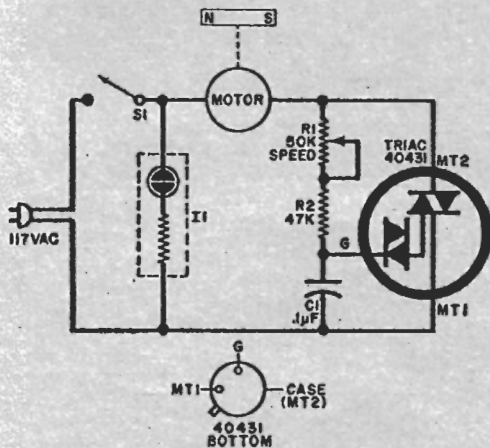 N S
MOTOR
S1
R1
50K
SPEED
TRIAC
40431
MT2
I1
R2
47K
117VAC
G
C1
.1µF
MT1
G
MT1
CASE
(MT2)
40431
BOTTOM